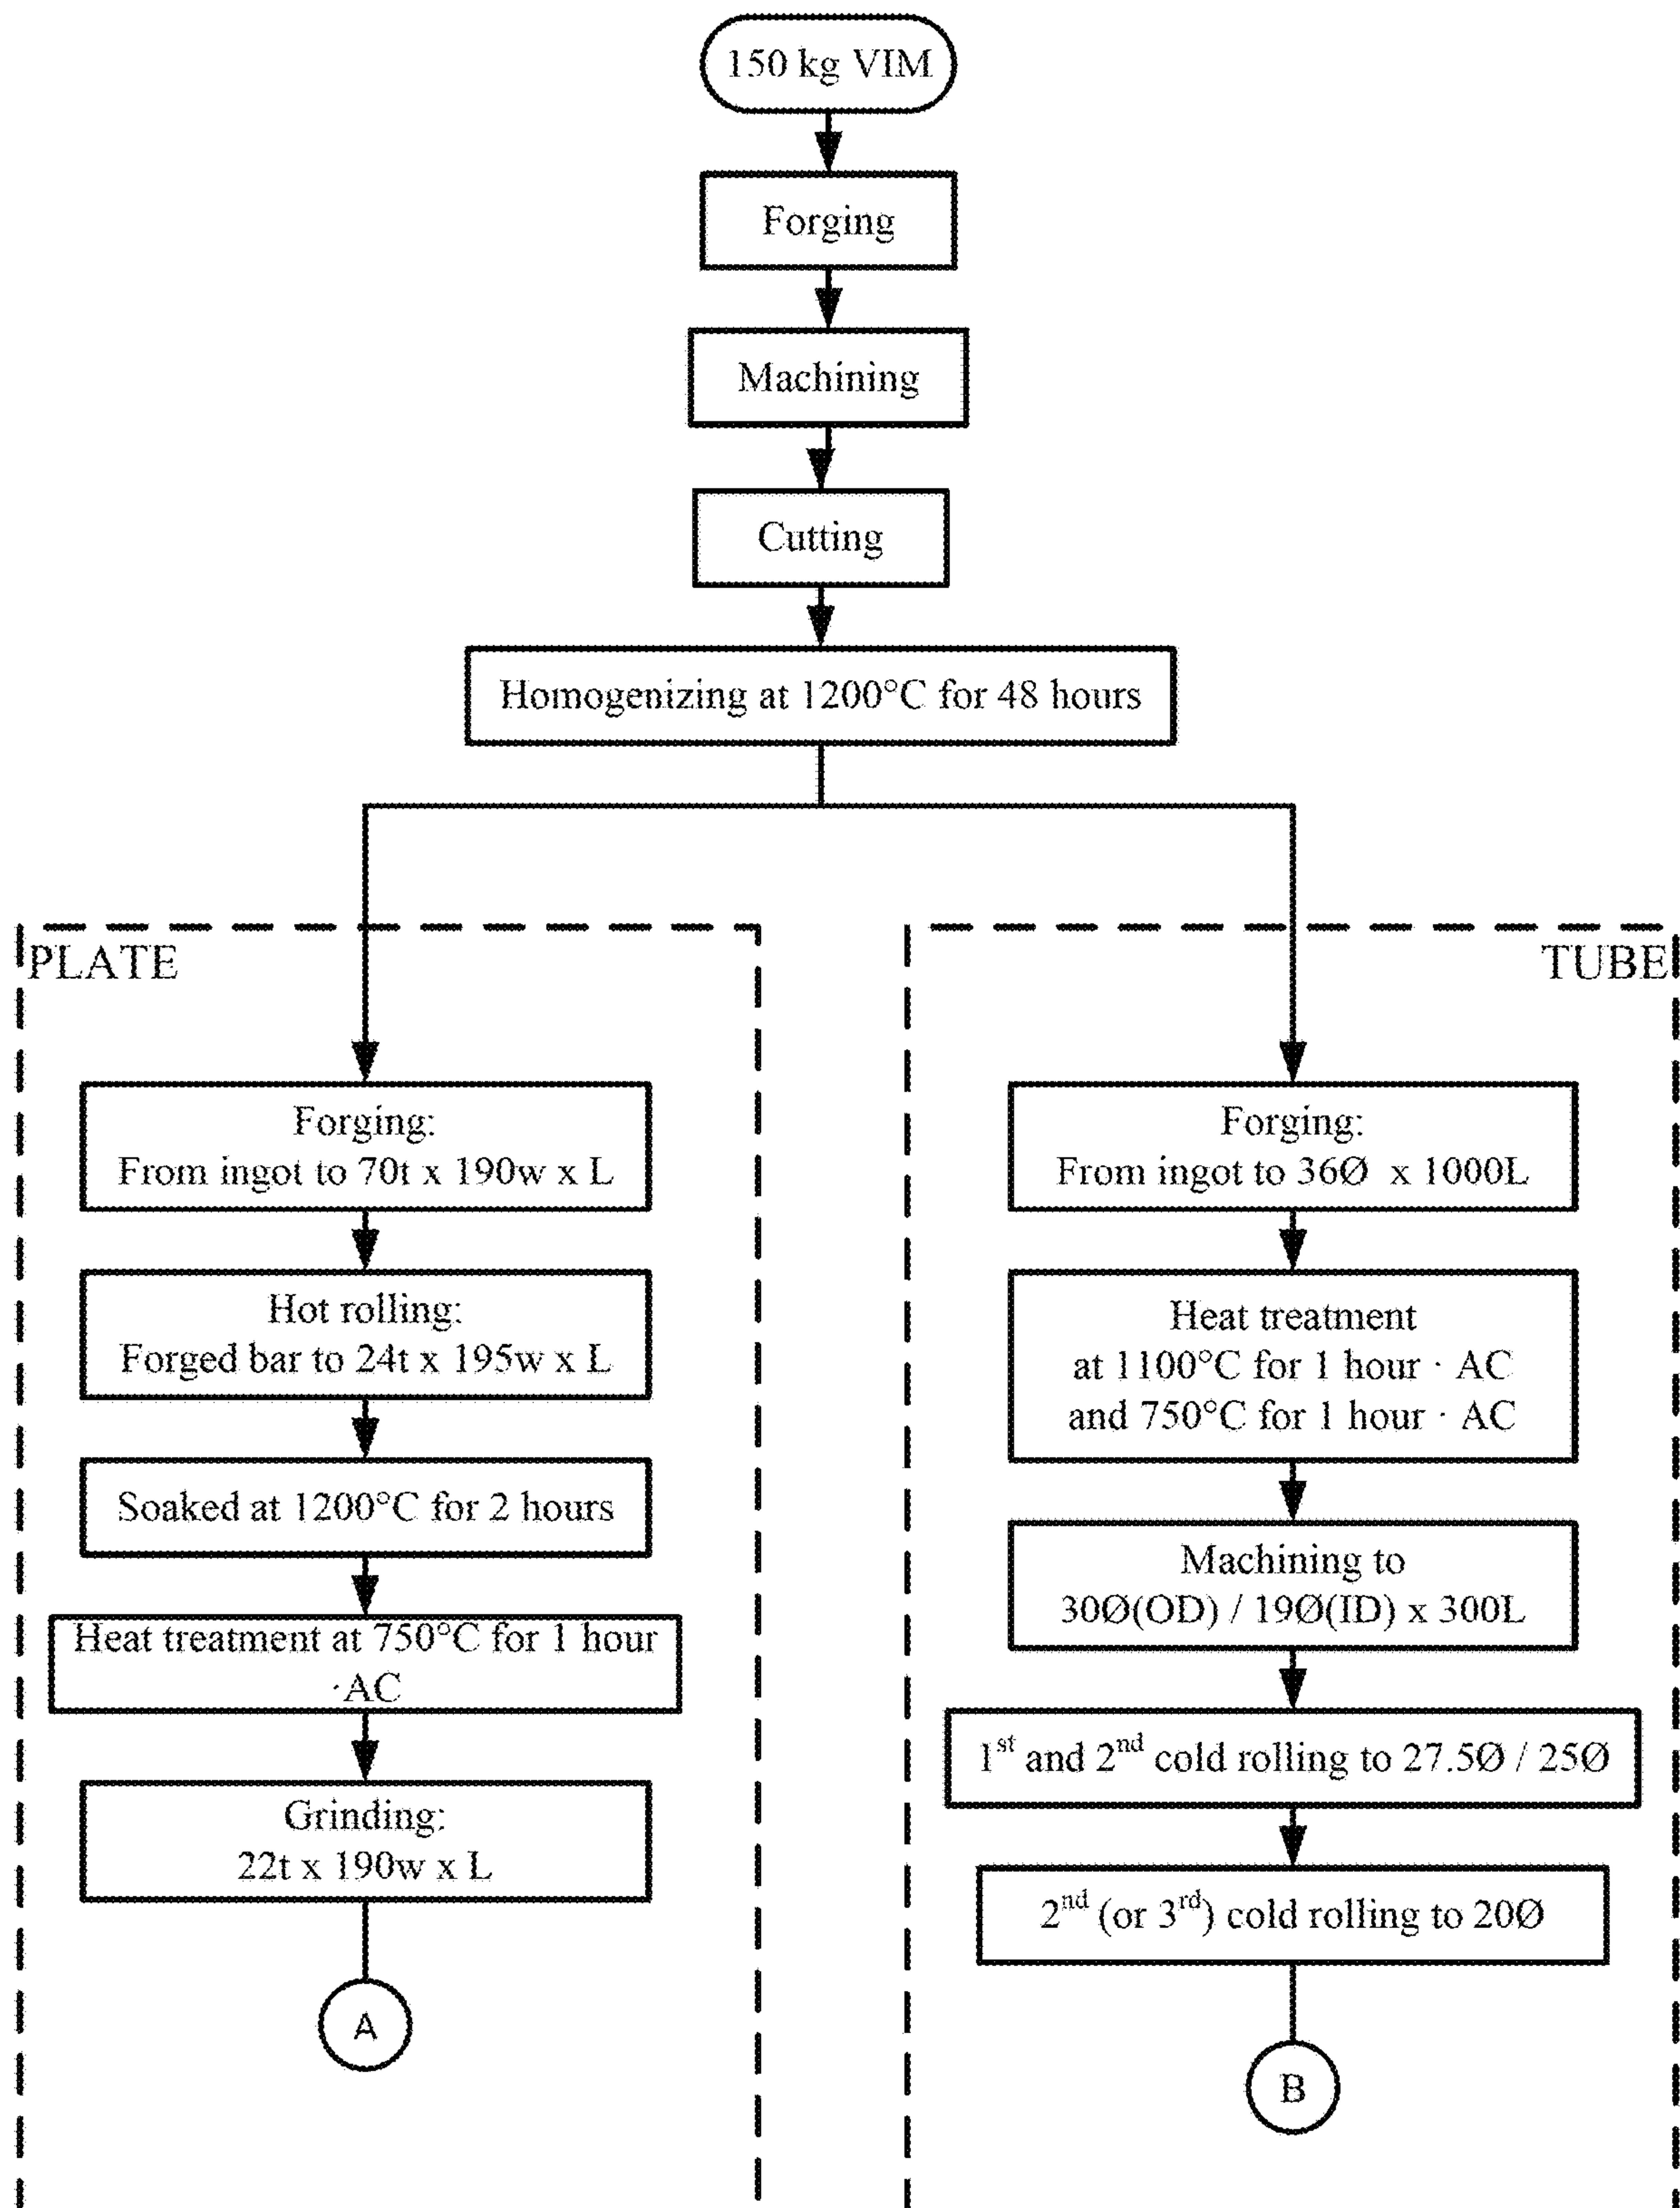 150 kg VIM
Forging
Machining
Cutting
Homogenizing at 1200°C for 48 hours
PLATE
Forging:
From ingot to 70t x 190w x L
Hot rolling:
Forged bar to 24t x 195w x L
Soaked at 1200°C for 2 hours
Heat treatment at 750°C for 1 hour
·AC
Grinding:
22t x 190w x L
A
TUBE
Forging:
From ingot to 36Ø x 1000L
Heat treatment
at 1100°C for 1 hour · AC
and 750°C for 1 hour · AC
Machining to
30Ø(OD) / 19Ø(ID) x 300L
1st and 2nd cold rolling to 27.5Ø / 25Ø
2nd (or 3rd) cold rolling to 20Ø
B